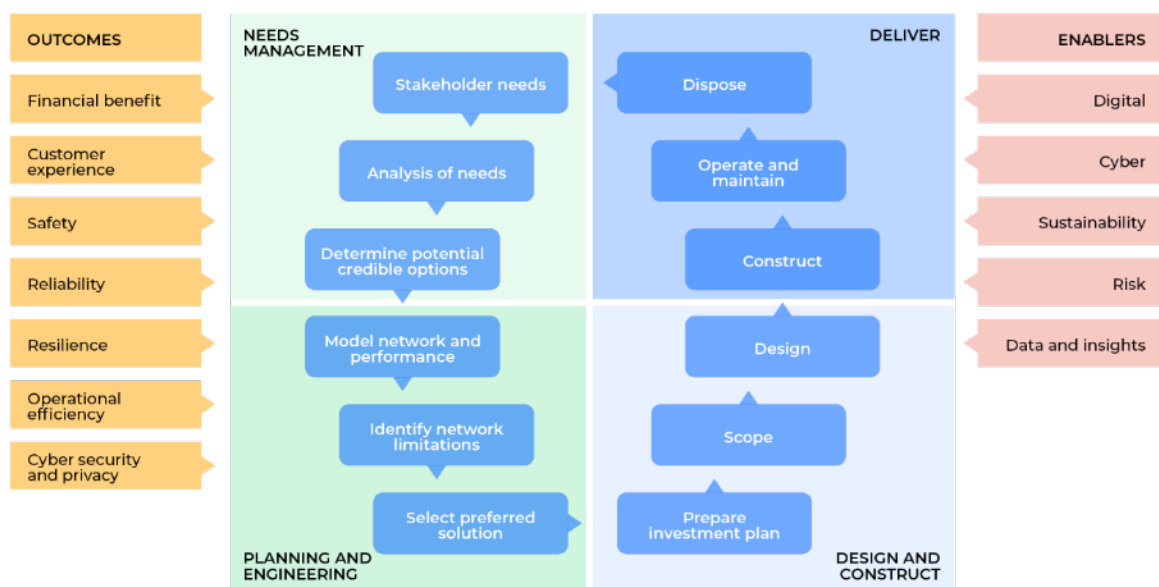 OUTCOMES
Financial benefit
Customer
experience
Safety
Reliability
Resilience
Operational
efficiency
Cyber security
and privacy
NEEDS
MANAGEMENT
Stakeholder needs
Analysis of needs
Determine potential
credible options
Model network and
performance
Identify network
limitations
Select preferred
solution
PLANNING AND
ENGINEERING
DELIVER
Dispose
Operate and
maintain
Construct
Design
Scope
Prepare
investment plan
DESIGN AND
CONSTRUCT
ENABLERS
Digital
Cyber
Sustainability
Risk
Data and insights